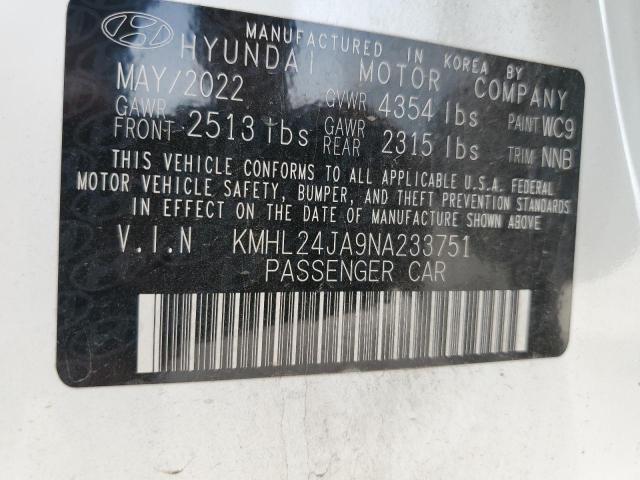 MANUFACTURED IN KOREA BY
HYUNDAI MOTOR COMPANY
MAY/2022 GVWR 4354 lbs PAINT WC9
GAWR FRONT 2513 lbs GAWR REAR 2315 lbs TRIM NNB
THIS VEHICLE CONFORMS TO ALL APPLICABLE U.S.A. FEDERAL
MOTOR VEHICLE SAFETY, BUMPER, AND THEFT PREVENTION STANDARDS
IN EFFECT ON THE DATE OF MANUFACTURE SHOWN ABOVE.
V.I.N KMHL24JA9NA233751
PASSENGER CAR